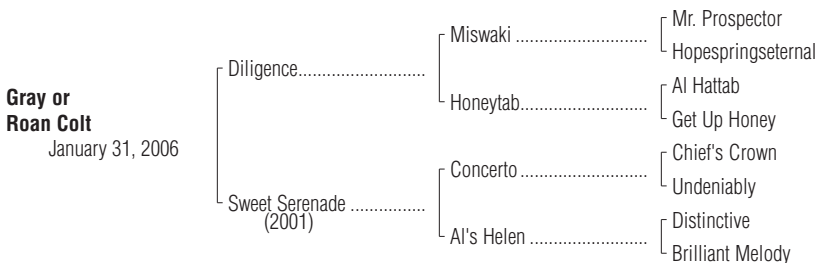 Mr. Prospector
Miswaki ..........................
Hopespringseternal
Diligence..........................
Al Hattab
Honeytab..........................
Get Up Honey
Gray or
Roan Colt
January 31, 2006
Chief's Crown
Concerto ..........................
Undeniably
Sweet Serenade ................
(2001)
Distinctive
Al's Helen ........................
Brilliant Melody